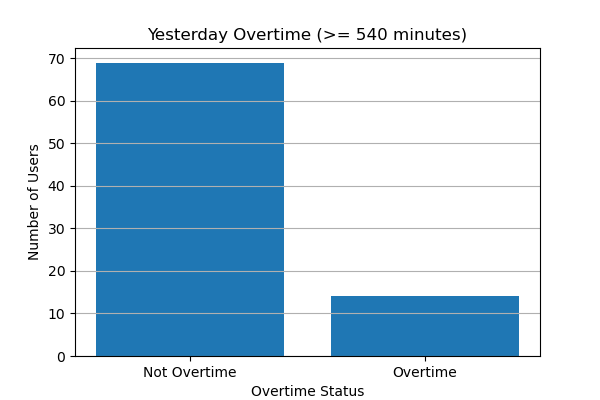 Yesterday Overtime (>= 540 minutes)
70
60
50
40
30
20
10
0
Number of Users
Not Overtime
Overtime
Overtime Status